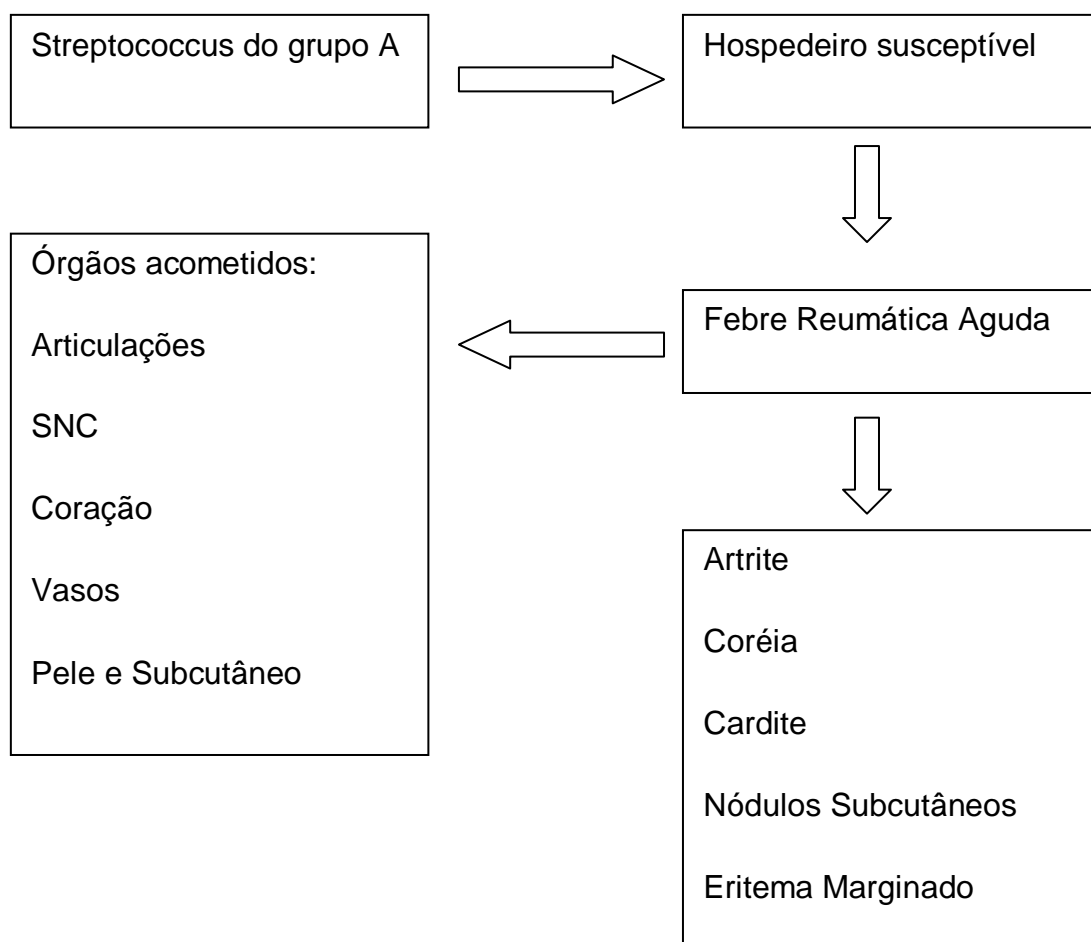 Streptococcus do grupo A
Hospedeiro susceptível
Febre Reumática Aguda
Órgãos acometidos:
Articulações
SNC
Coração
Vasos
Pele e Subcutâneo
Artrite
Coréia
Cardite
Nódulos Subcutâneos
Eritema Marginado